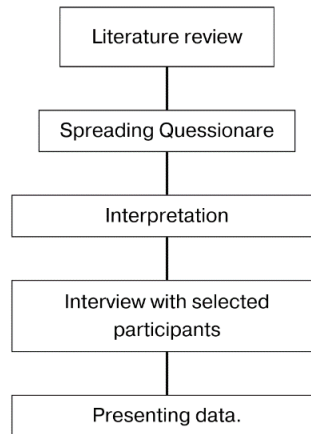 Literature review
Spreading Quessionare
Interpretation
Interview with selected
participants
Presenting data.